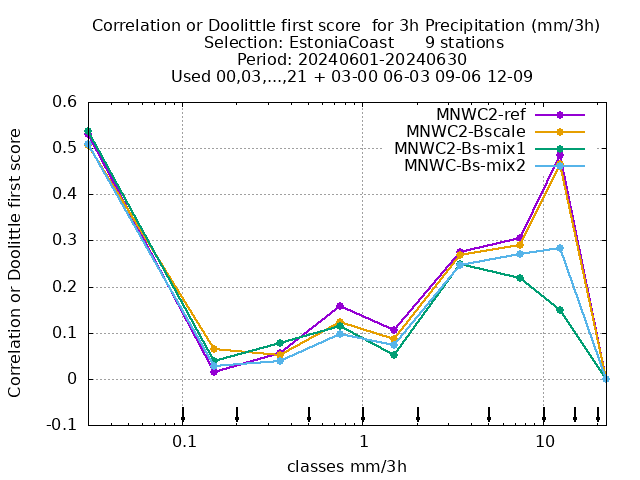 Correlation or Doolittle first score  for 3h Precipitation (mm/3h)
Selection: EstoniaCoast      9 stations
Period: 20240601-20240630
Used 00,03,...,21 + 03-00 06-03 09-06 12-09
MNWC2-ref
MNWC2-Bscale
MNWC2-Bs-mix1
MNWC-Bs-mix2
Correlation or Doolittle first score
0.6
0.5
0.4
0.3
0.2
0.1
0
-0.1
0.1 1 10
classes mm/3h